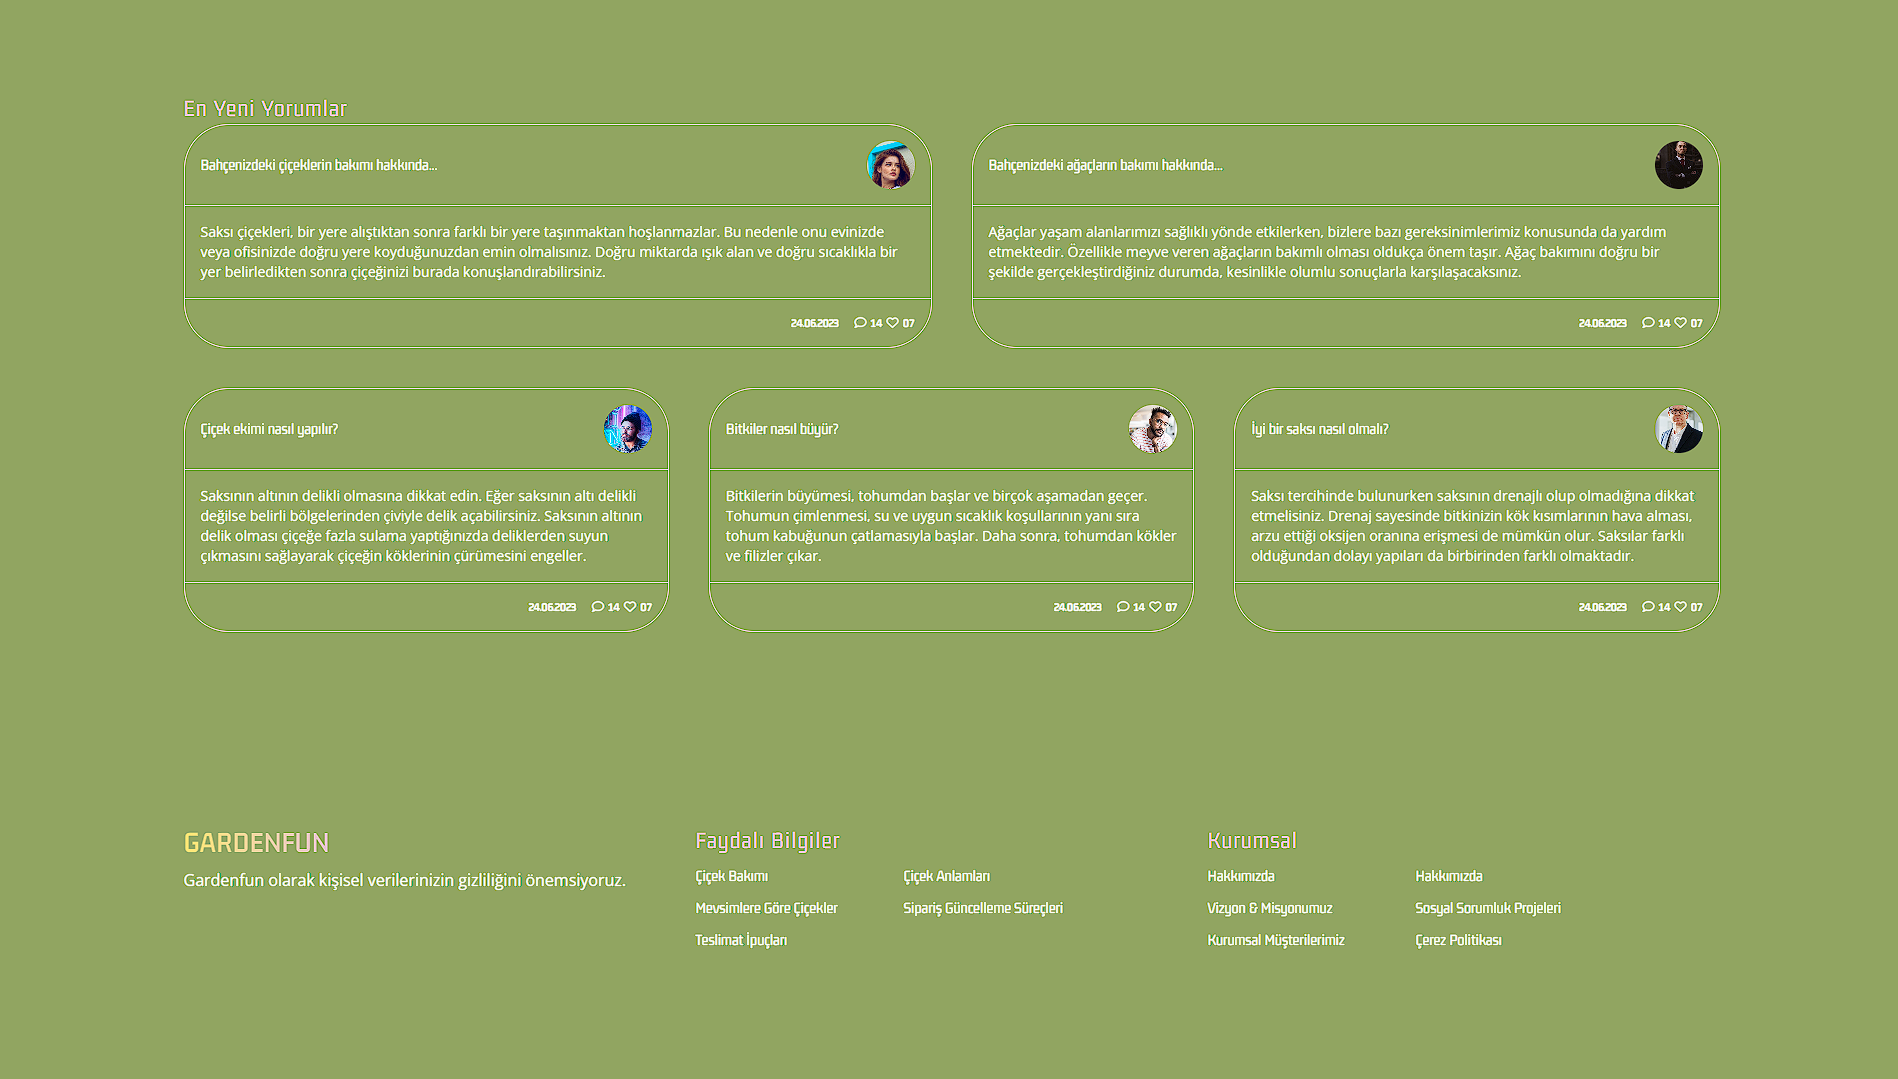 En Yeni Yorumlar
Bahçenizdeki çiçeklerin bakımı hakkında...
Saksı çiçekleri, bir yere alıştıktan sonra farklı bir yere taşınmaktan hoşlanmazlar. Bu nedenle onu evinizde
veya ofisinizde doğru yere koyduğunuzdan emin olmalısınız. Doğru miktarda ışık alan ve doğru sıcaklıkla bir
yer belirledikten sonra çiçeğinizi burada konuşlandırabilirsiniz.
24.06.2023 14 07
Bahçenizdeki ağaçların bakımı hakkında...
Ağaçlar yaşam alanlarımızı sağlıklı yönde etkilerken, bizlere bazı gereksinimlerimiz konusunda da yardım
etmektedir. Özellikle meyve veren ağaçların bakımlı olması oldukça önem taşır. Ağaç bakımını doğru bir
şekilde gerçekleştirdiğiniz durumda, kesinlikle olumlu sonuçlarla karşılaşacaksınız.
24.06.2023 14 07
Çiçek ekimi nasıl yapılır?
Saksının altının delikli olmasına dikkat edin. Eğer saksının altı delikli
değilse belirli bölgelerinden çiviyle delik açabilirsiniz. Saksının altının
delik olması çiçeğe fazla sulama yaptığınızda deliklerden suyun
çıkmasını sağlayarak çiçeğin köklerinin çürümesini engeller.
24.06.2023 14 07
Bitkiler nasıl büyür?
Bitkilerin büyümesi, tohumdan başlar ve birçok aşamadan geçer.
Tohumun çimlenmesi, su ve uygun sıcaklık koşullarının yanı sıra
tohum kabuğunun çatlamasıyla başlar. Daha sonra, tohumdan kökler
ve filizler çıkar.
24.06.2023 14 07
İyi bir saksı nasıl olmalı?
Saksı tercihinde bulunurken saksının drenajlı olup olmadığına dikkat
etmelisiniz. Drenaj sayesinde bitkinizin kök kısımlarının hava alması,
arzu ettiği oksijen oranına erişmesi de mümkün olur. Saksılar farklı
olduğundan dolayı yapıları da birbirinden farklı olmaktadır.
24.06.2023 14 07
GARDENFUN
Gardenfun olarak kişisel verilerinizin gizliliğini önemsiyoruz.
Faydalı Bilgiler
Çiçek Bakımı
Çiçek Anlamları
Mevsimlere Göre Çiçekler
Sipariş Güncelleme Süreçleri
Teslimat İpuçları
Kurumsal
Hakkımızda
Hakkımızda
Vizyon & Misyonumuz
Sosyal Sorumluk Projeleri
Kurumsal Müşterilerimiz
Çerez Politikası